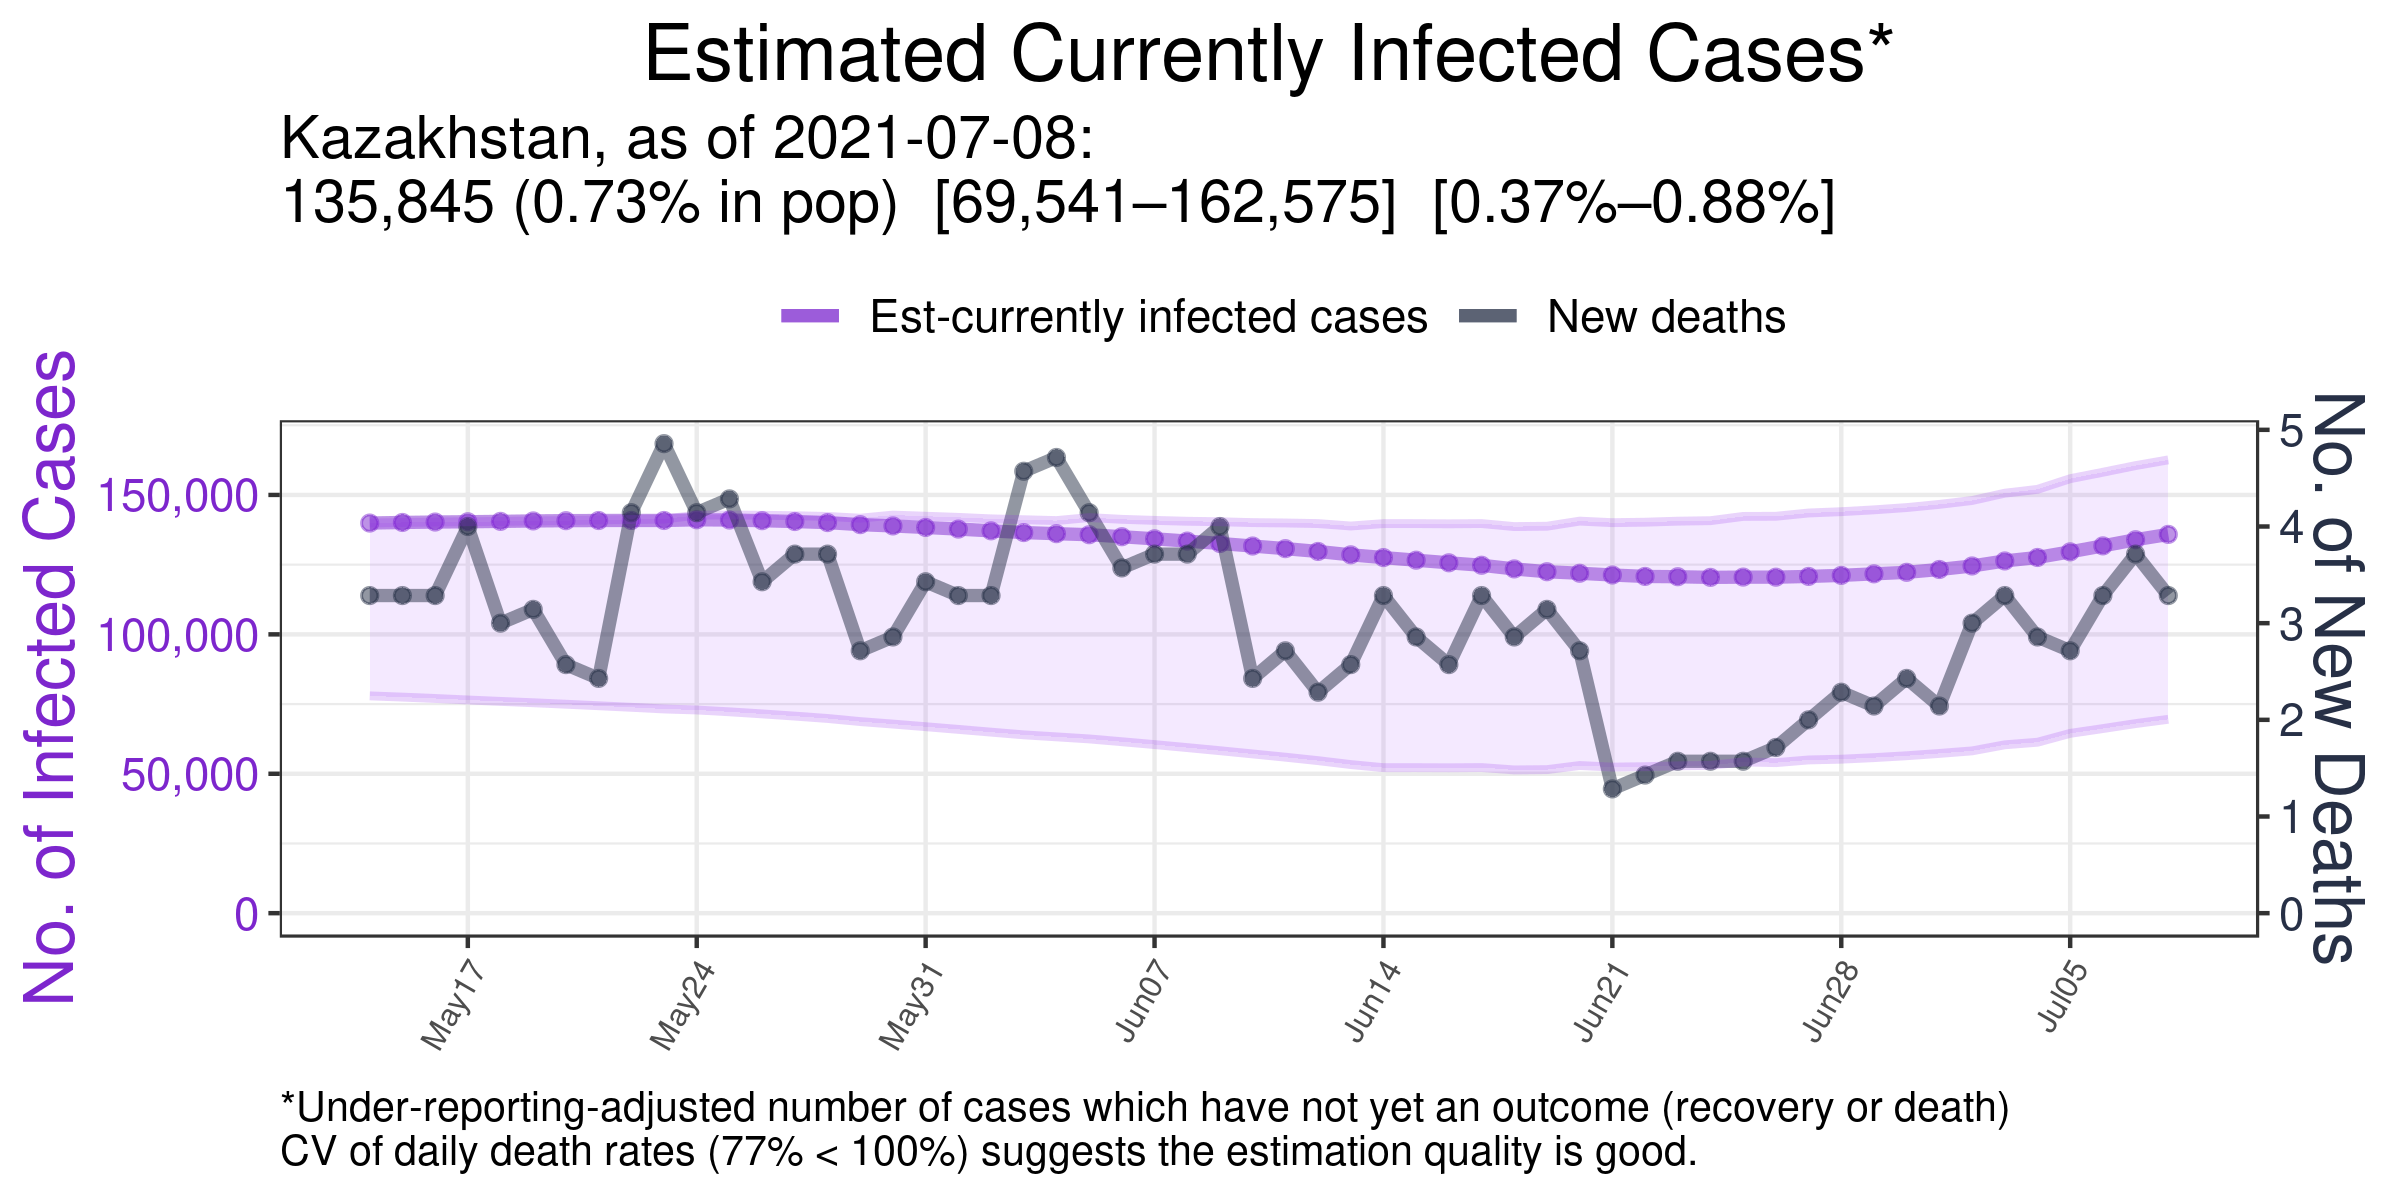 Estimated Currently Infected Cases*
Kazakhstan, as of 2021-07-08:
135,845 (0.73% in pop)  [69,541–162,575]  [0.37%–0.88%]
Est-currently infected cases
New deaths
No. of Infected Cases
150,000
100,000
50,000
0
5
4
3
2
1
0
No. of New Deaths
May17
May24
May31
Jun07
Jun14
Jun21
Jun28
Jul05
*Under-reporting-adjusted number of cases which have not yet an outcome (recovery or death)
CV of daily death rates (77% < 100%) suggests the estimation quality is good.